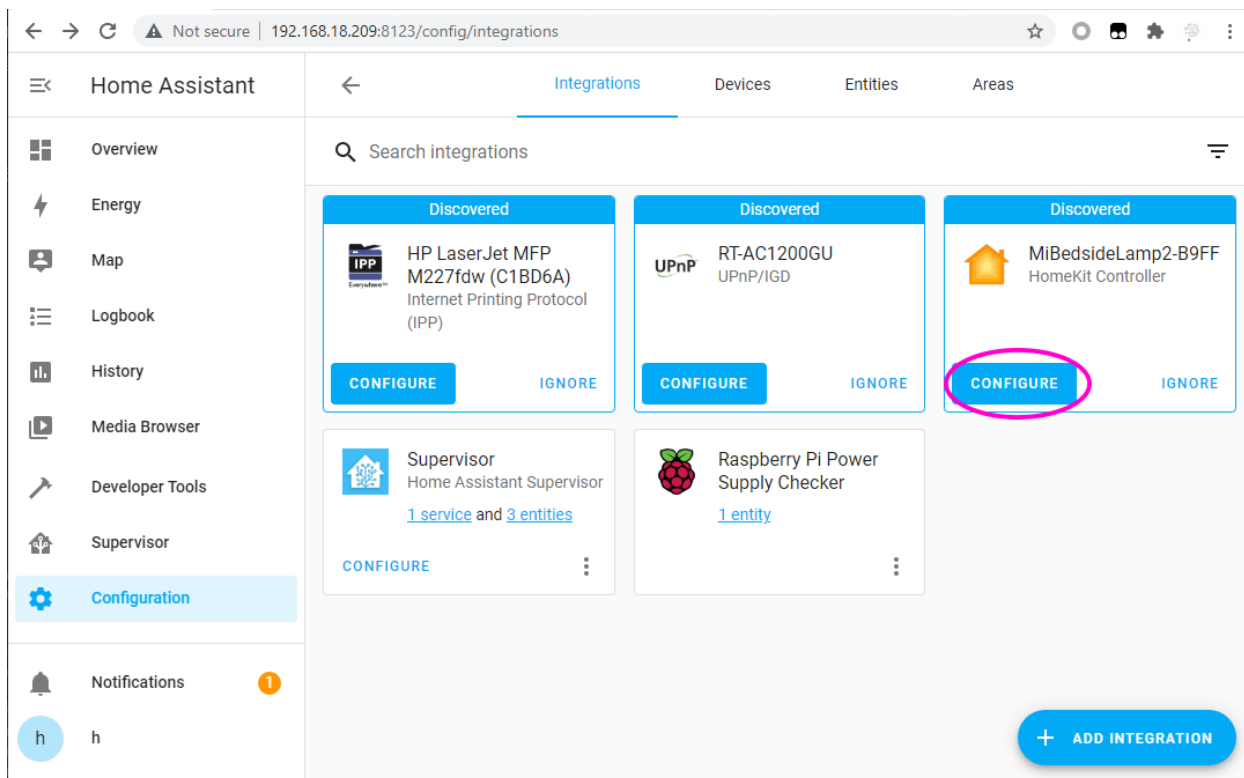 Not secure | 192.168.18.209:8123/config/integrations
Home Assistant
Integrations
Devices
Entities
Areas
Overview
Energy
Map
Logbook
History
Media Browser
Developer Tools
Supervisor
Configuration
Notifications
1
h
h
Search integrations
Discovered
IPP
Everywhere™
HP LaserJet MFP
M227fdw (C1BD6A)
Internet Printing Protocol
(IPP)
CONFIGURE
IGNORE
Discovered
UPnP
RT-AC1200GU
UPnP/IGD
CONFIGURE
IGNORE
Discovered
MiBedsideLamp2-B9FF
HomeKit Controller
CONFIGURE
IGNORE
Supervisor
Home Assistant Supervisor
1 service and 3 entities
CONFIGURE
Raspberry Pi Power
Supply Checker
1 entity
+ ADD INTEGRATION